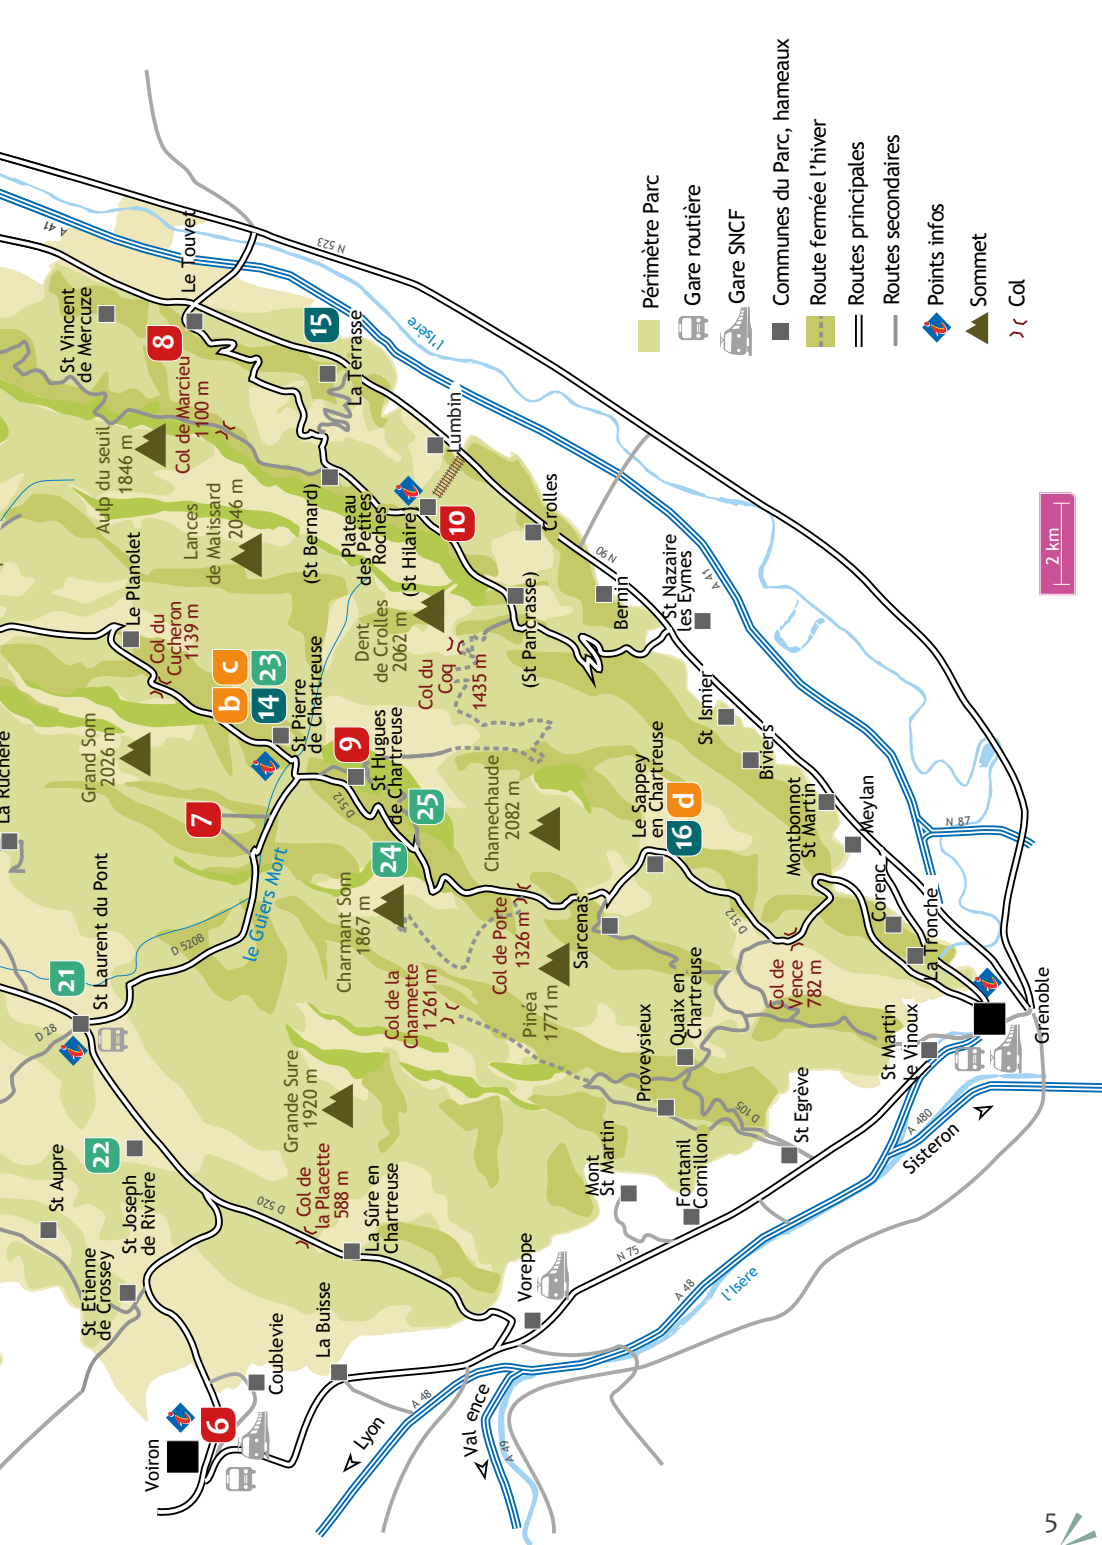 A 41
N 523
Le Touvet
St Vincent
de Mercuze
8
15
l'Isère
La Terrasse
Col de Marcieu
1100 m
Aulp du seuil
1846 m
Lances
de Malissard
2046 m
Lumbin
(St Bernard)
Plateau
des Petites
Roches
(St Hilaire)
10
Crolles
N 90
Le Planolet
Col du
Cucheron
1139 m
Dent
de Crolles
2062 m
(St Pancrasse)
Bernin
St Nazaire
les Eymes
A 41
b
c
14
23
St Pierre
de Chartreuse
Col du
Coq
1435 m
Grand Som
2026 m
La Ruchère
9
St Hugues
de Chartreuse
D 512
25
7
24
Chamechaude
2082 m
Le Sappey
en Chartreuse
16
d
St Ismier
Biviers
Montbonnot
St Martin
Meylan
N 87
St Laurent du Pont
21
D 520B
le Guiers Mort
Charmant Som
1867 m
Col de Porte
1326 m
Sarcenas
D 512
Corenc
La Tronche
D 28
Col de la
Charmette
1 261 m
Pinéa
1771m
Col de
Vence
782 m
Quaix en
Chartreuse
Proveysieux
St Martin
le Vinoux
Grenoble
Grande Sure
1920 m
D 105
St Egrève
A 480
Sisteron
22
St Aupre
St Joseph
de Rivière
D 520
Col de
la Placette
588 m
La Sûre en
Chartreuse
Mont
St Martin
Fontanil
Cornillon
N 75
St Etienne
de Crossey
Voreppe
A 48
l'Isère
La Buisse
Coublevie
Voiron
6
A 48
Lyon
Val ence
A 49
Périmètre Parc
Gare routière
Gare SNCF
Communes du Parc, hameaux
Route fermée l'hiver
Routes principales
Routes secondaires
Points infos
Sommet
Col
2 km
5